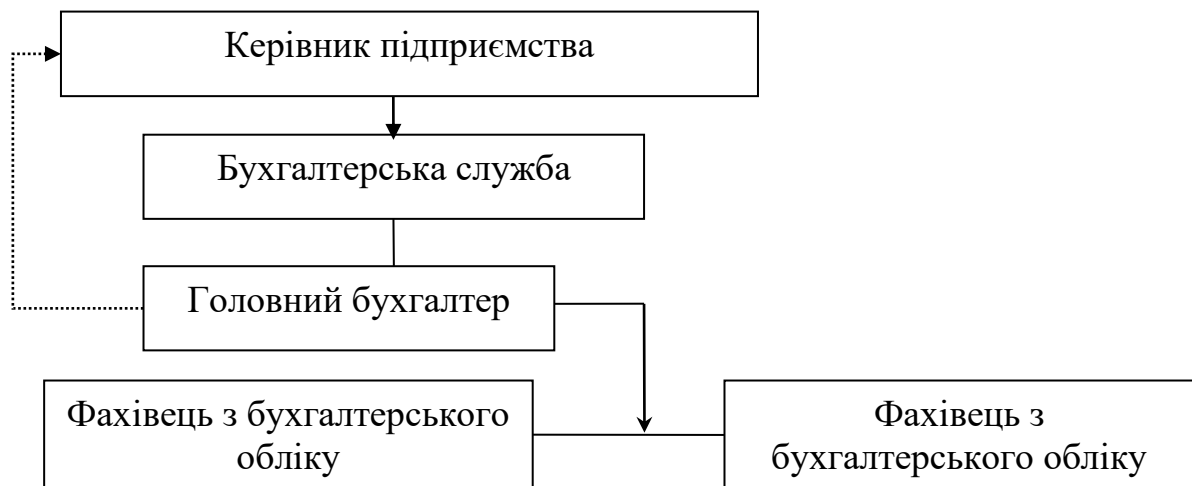 Керівник підприємства
Бухгалтерська служба
Головний бухгалтер
Фахівець з бухгалтерського
обліку
Фахівець з
бухгалтерського обліку